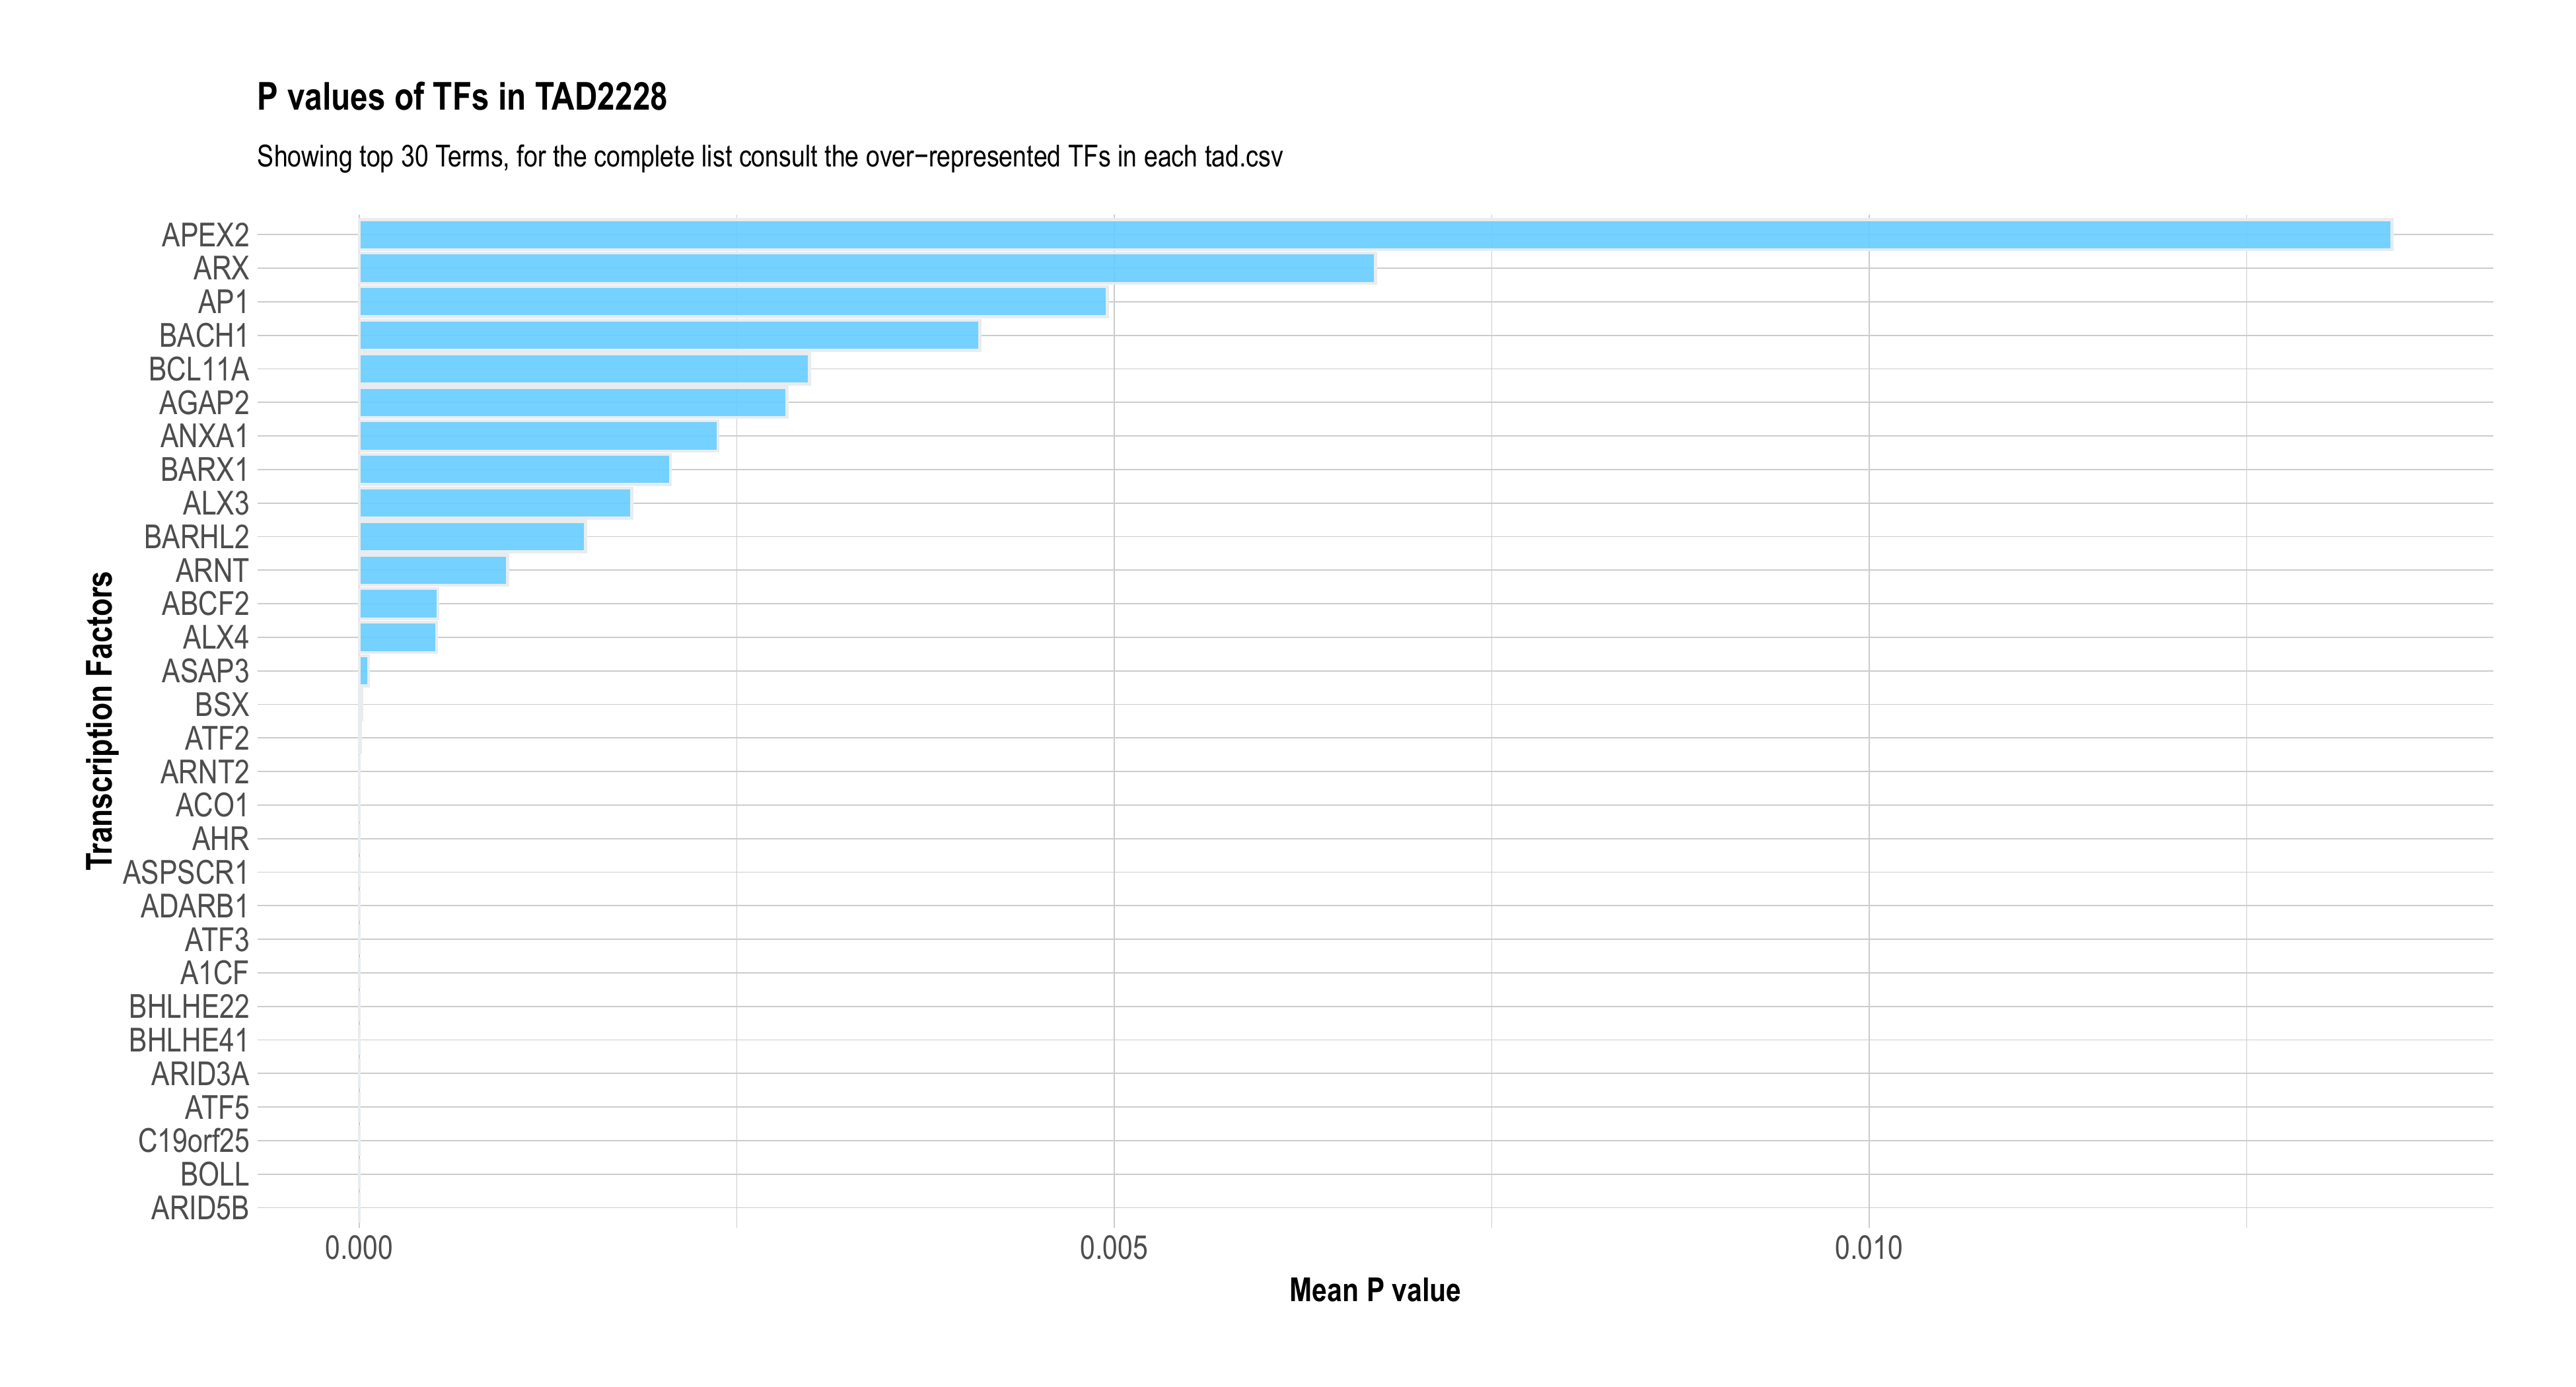 P values of TFs in TAD2228
Showing top 30 Terms, for the complete list consult the over−represented TFs in each tad.csv
Transcription Factors
APEX2
ARX
AP1
BACH1
BCL11A
AGAP2
ANXA1
BARX1
ALX3
BARHL2
ARNT
ABCF2
ALX4
ASAP3
BSX
ATF2
ARNT2
ACO1
AHR
ASPSCR1
ADARB1
ATF3
A1CF
BHLHE22
BHLHE41
ARID3A
ATF5
C19orf25
BOLL
ARID5B
0.000 0.005 0.010
Mean P value